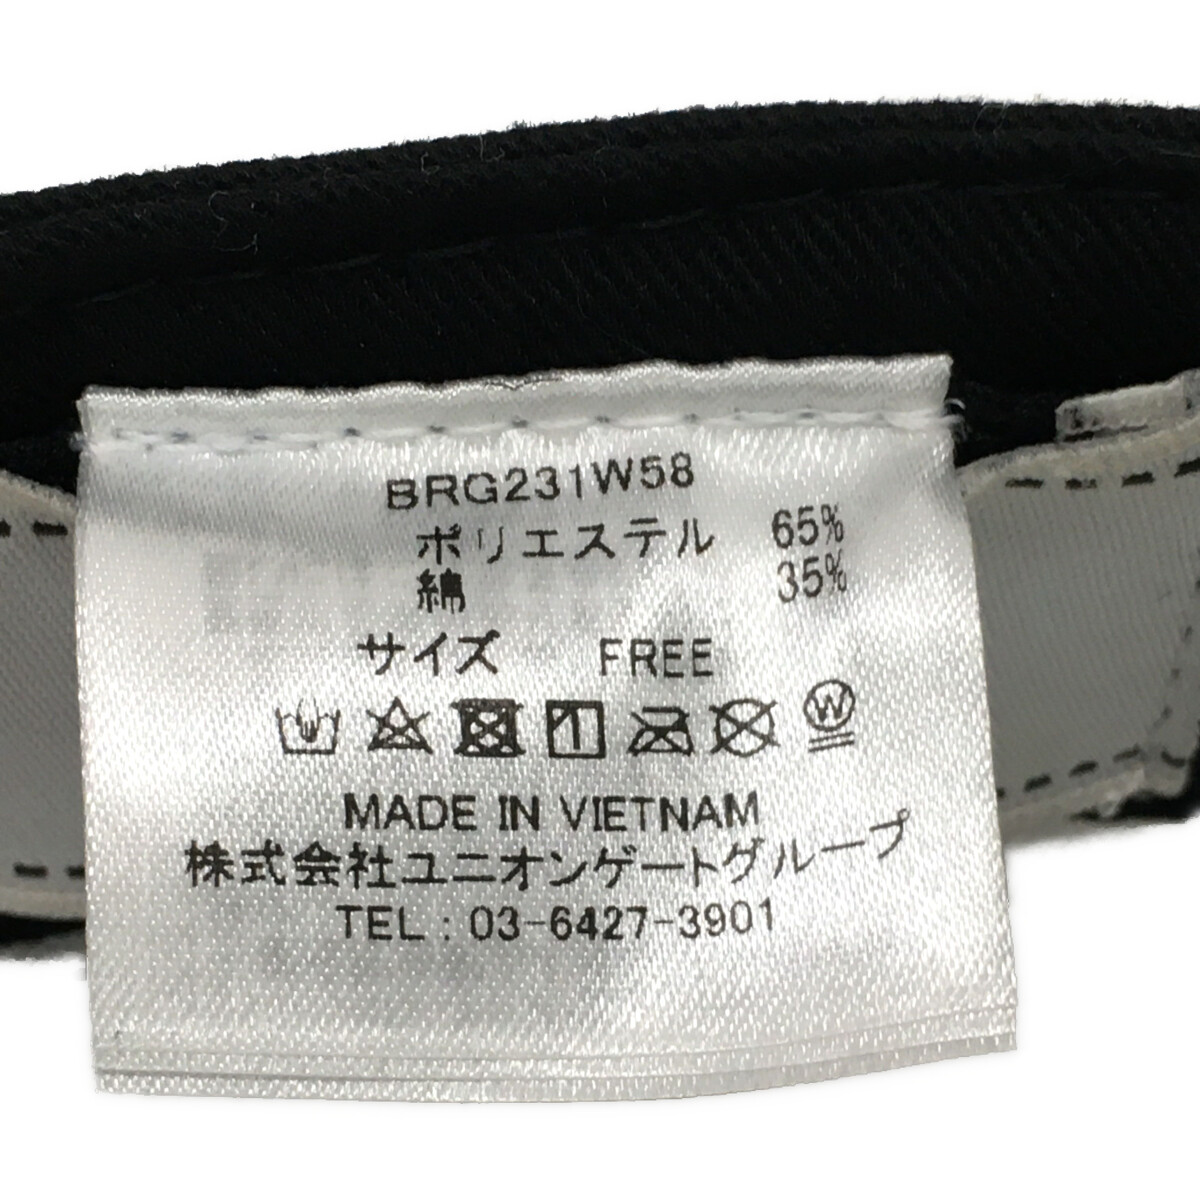 BRG231W58
ポリエステル 65%
綿 35%
サイズ FREE
W
MADE IN VIETNAM
株式会社ユニオンゲートグループ
TEL : 03-6427-3901